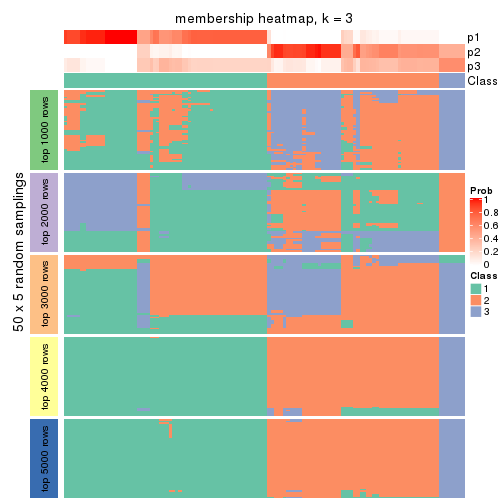 membership heatmap, k = 3
p1
p2
p3
Class
50 x 5 random samplings
top 1000 rows
top 2000 rows
top 3000 rows
top 4000 rows
top 5000 rows
Prob
1
0.8
0.6
0.4
0.2
0
Class
1
2
3